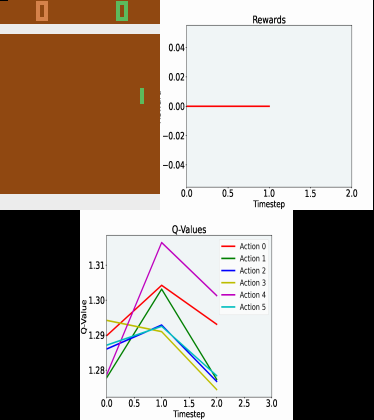 0 0
Rewards
0.04
0.02
0.00
−0.02
−0.04
0.0 0.5 1.0 1.5 2.0
Timestep
Q-Values
Action 0
Action 1
Action 2
Action 3
Action 4
Action 5
1.31
1.30
1.29
1.28
Q-Value
0.0 0.5 1.0 1.5 2.0 2.5 3.0
Timestep